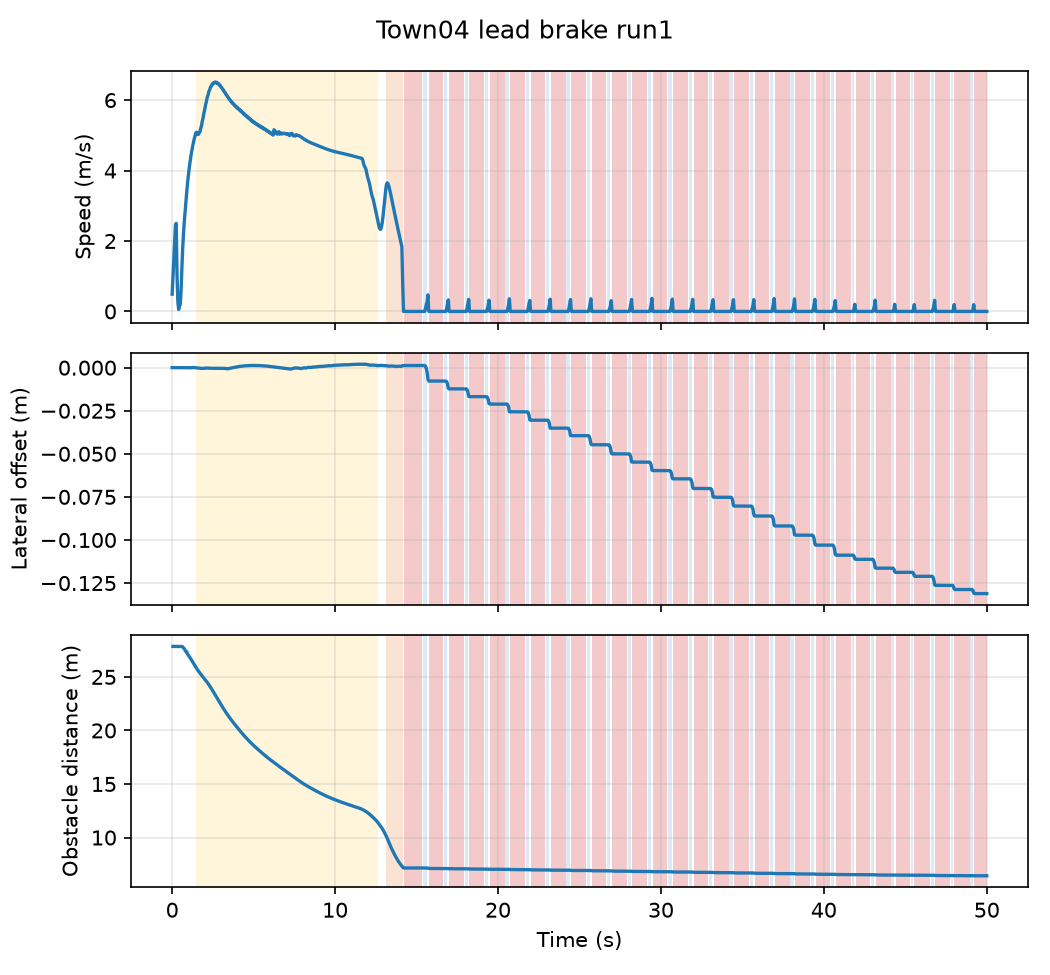 Town04 lead brake run1
Speed (m/s)
6
4
2
0
Lateral offset (m)
0.000
−0.025
−0.050
−0.075
−0.100
−0.125
Obstacle distance (m)
25
20
15
10
0 10 20 30 40 50
Time (s)